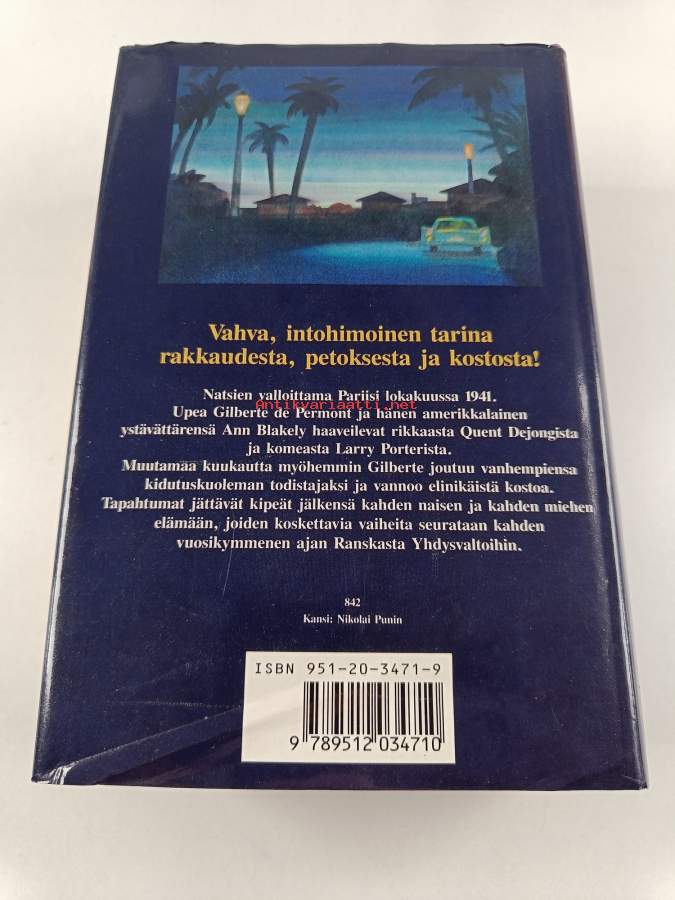 Vahva, intohimoinen tarina
rakkaudesta, petoksesta ja kostosta!
Natsien valloittama Pariisi lokakuussa 1941.
Antikvariaatti.net
Upea Gilberte de Permont ja hänen amerikkalainen
ystävättärensä Ann Blakely haaveilevat rikkaasta Quent Dejongista
ja komeasta Larry Porterista.
Muutamaa kuukautta myöhemmin Gilberte joutuu vanhempiensa
kidutuskuoleman todistajaksi ja vannoo elinikäistä kostoa.
Tapahtumat jättävät kipeät jälkensä kahden naisen ja kahden miehen
elämään, joiden koskettavia vaiheita seurataan kahden
vuosikymmenen ajan Ranskasta Yhdysvaltoihin.
842
Kansi: Nikolai Punin
ISBN 951-20-3471-9
9 789512 034710